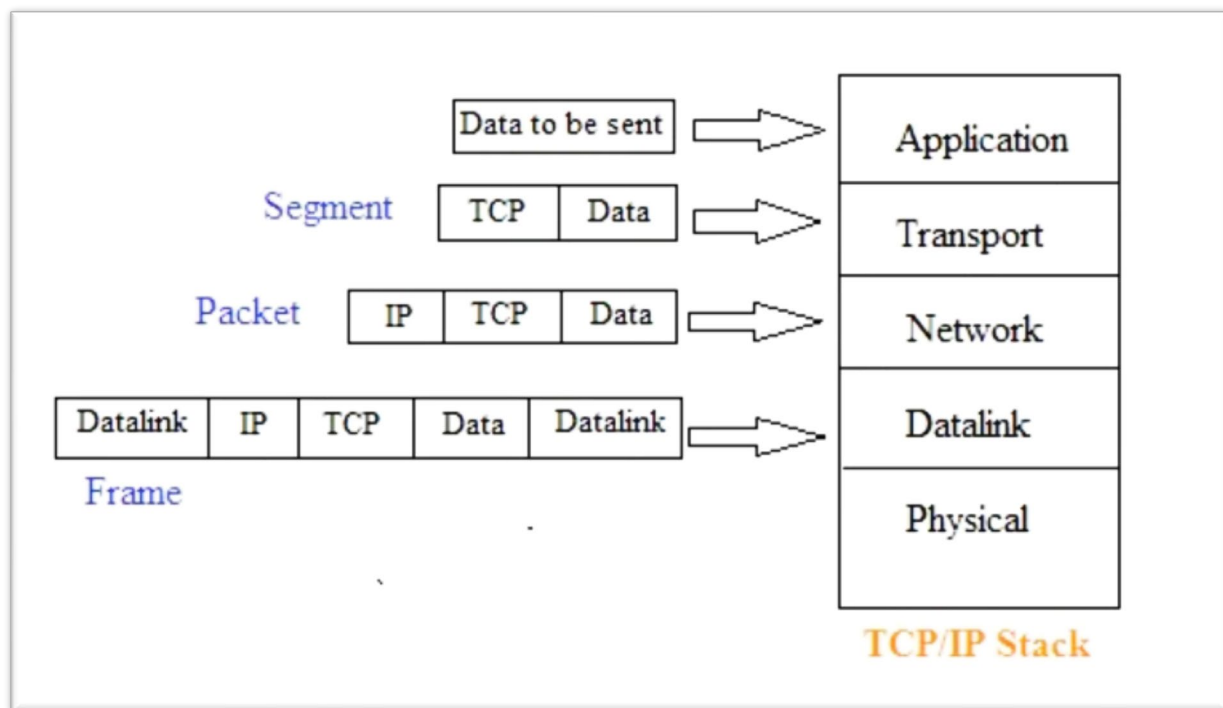 Data to be sent
Application
Segment
TCP Data
Transport
Packet
IP TCP Data
Network
Datalink IP TCP Data Datalink
Datalink
Frame
Physical
TCP/IP Stack